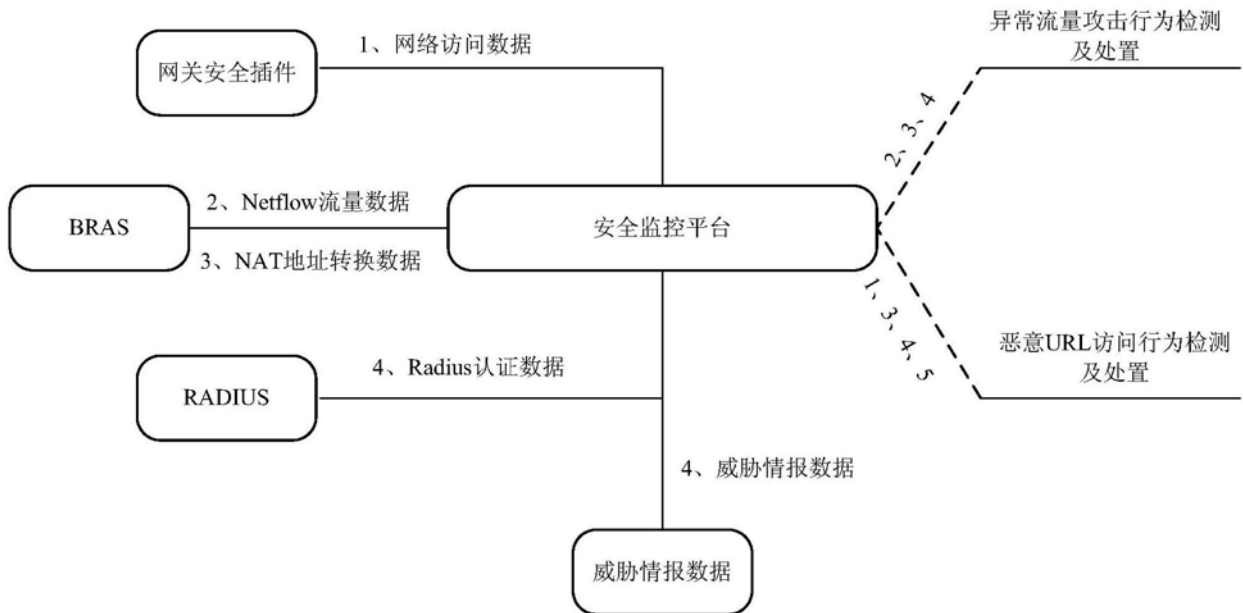 异常流量攻击行为检测
及处置
1、网络访问数据
网关安全插件
2、3、4
2、Netflow流量数据
BRAS
安全监控平台
3、NAT地址转换数据
1、3、4、5
恶意URL访问行为检测
及处置
4、Radius认证数据
RADIUS
4、威胁情报数据
威胁情报数据